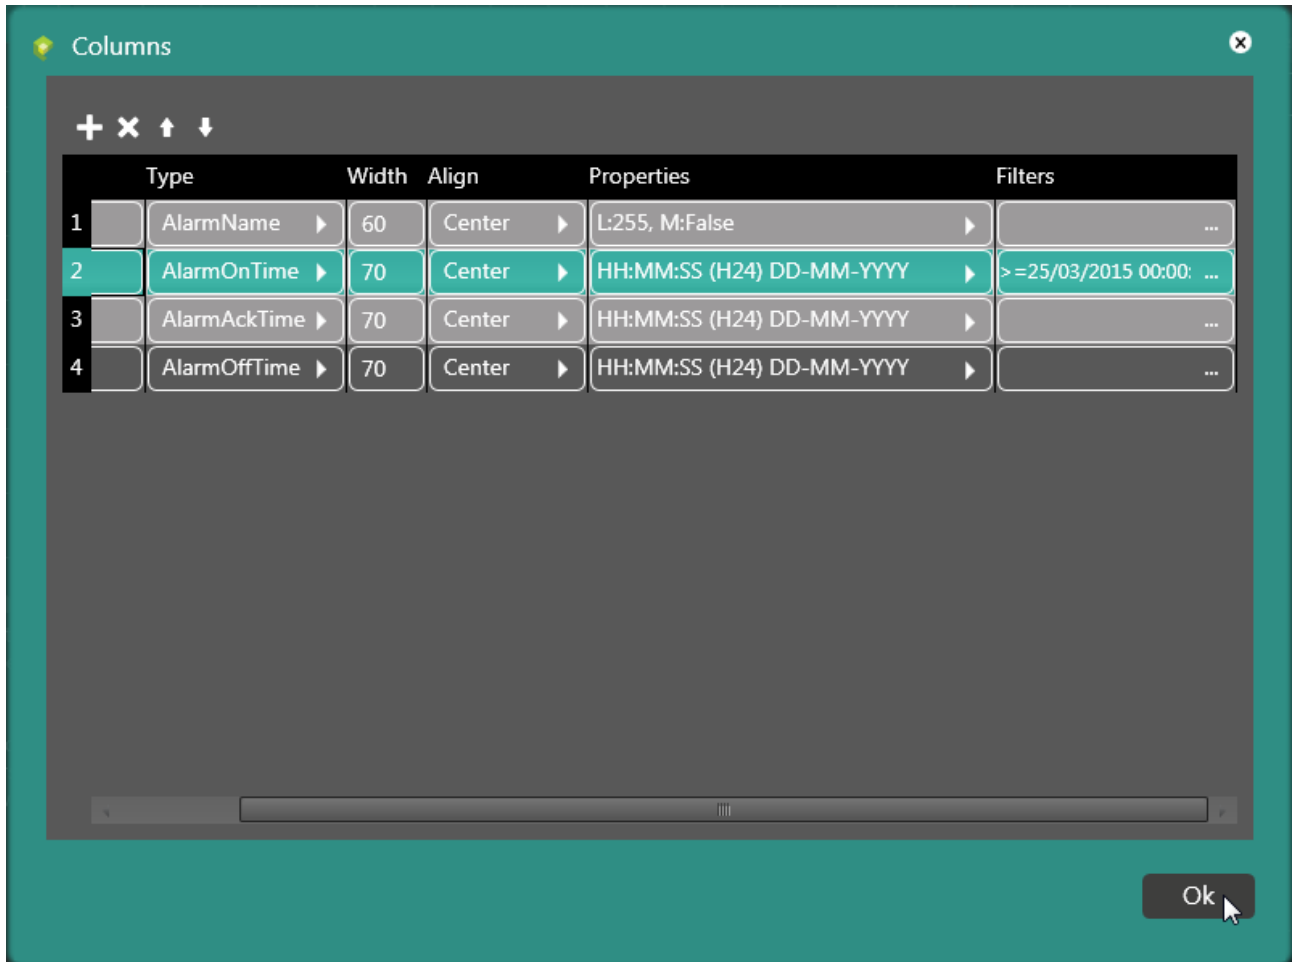 Columns
Type Width Align Properties Filters
1 AlarmName 60 Center L:255, M:False ...
2 AlarmOnTime 70 Center HH:MM:SS (H24) DD-MM-YYYY >=25/03/2015 00:00: ...
3 AlarmAckTime 70 Center HH:MM:SS (H24) DD-MM-YYYY ...
4 AlarmOffTime 70 Center HH:MM:SS (H24) DD-MM-YYYY ...
Ok